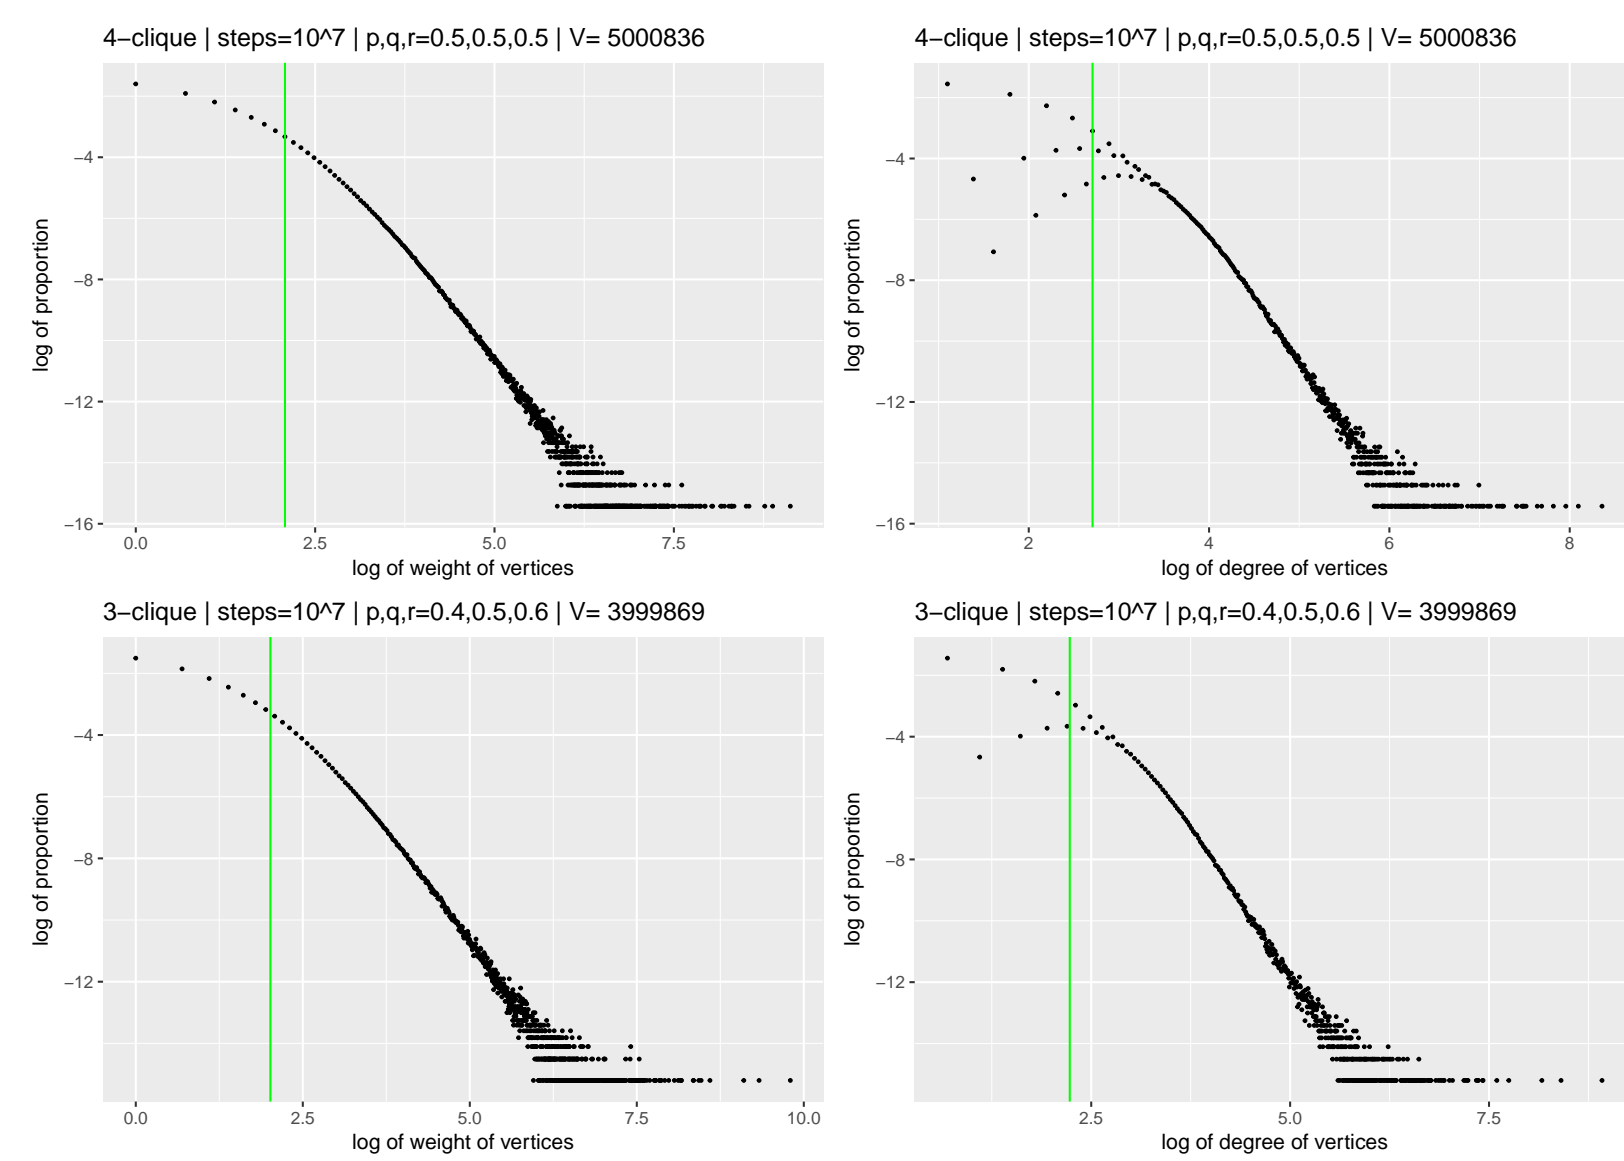 4−clique | steps=10^7 | p,q,r=0.5,0.5,0.5 | V= 5000836
−4
−8
−12
−16
log of proportion
0.0 2.5 5.0 7.5
log of weight of vertices
4−clique | steps=10^7 | p,q,r=0.5,0.5,0.5 | V= 5000836
−4
−8
−12
−16
log of proportion
2 4 6 8
log of degree of vertices
3−clique | steps=10^7 | p,q,r=0.4,0.5,0.6 | V= 3999869
−4
−8
−12
log of proportion
0.0 2.5 5.0 7.5 10.0
log of weight of vertices
3−clique | steps=10^7 | p,q,r=0.4,0.5,0.6 | V= 3999869
−4
−8
−12
log of proportion
2.5 5.0 7.5
log of degree of vertices